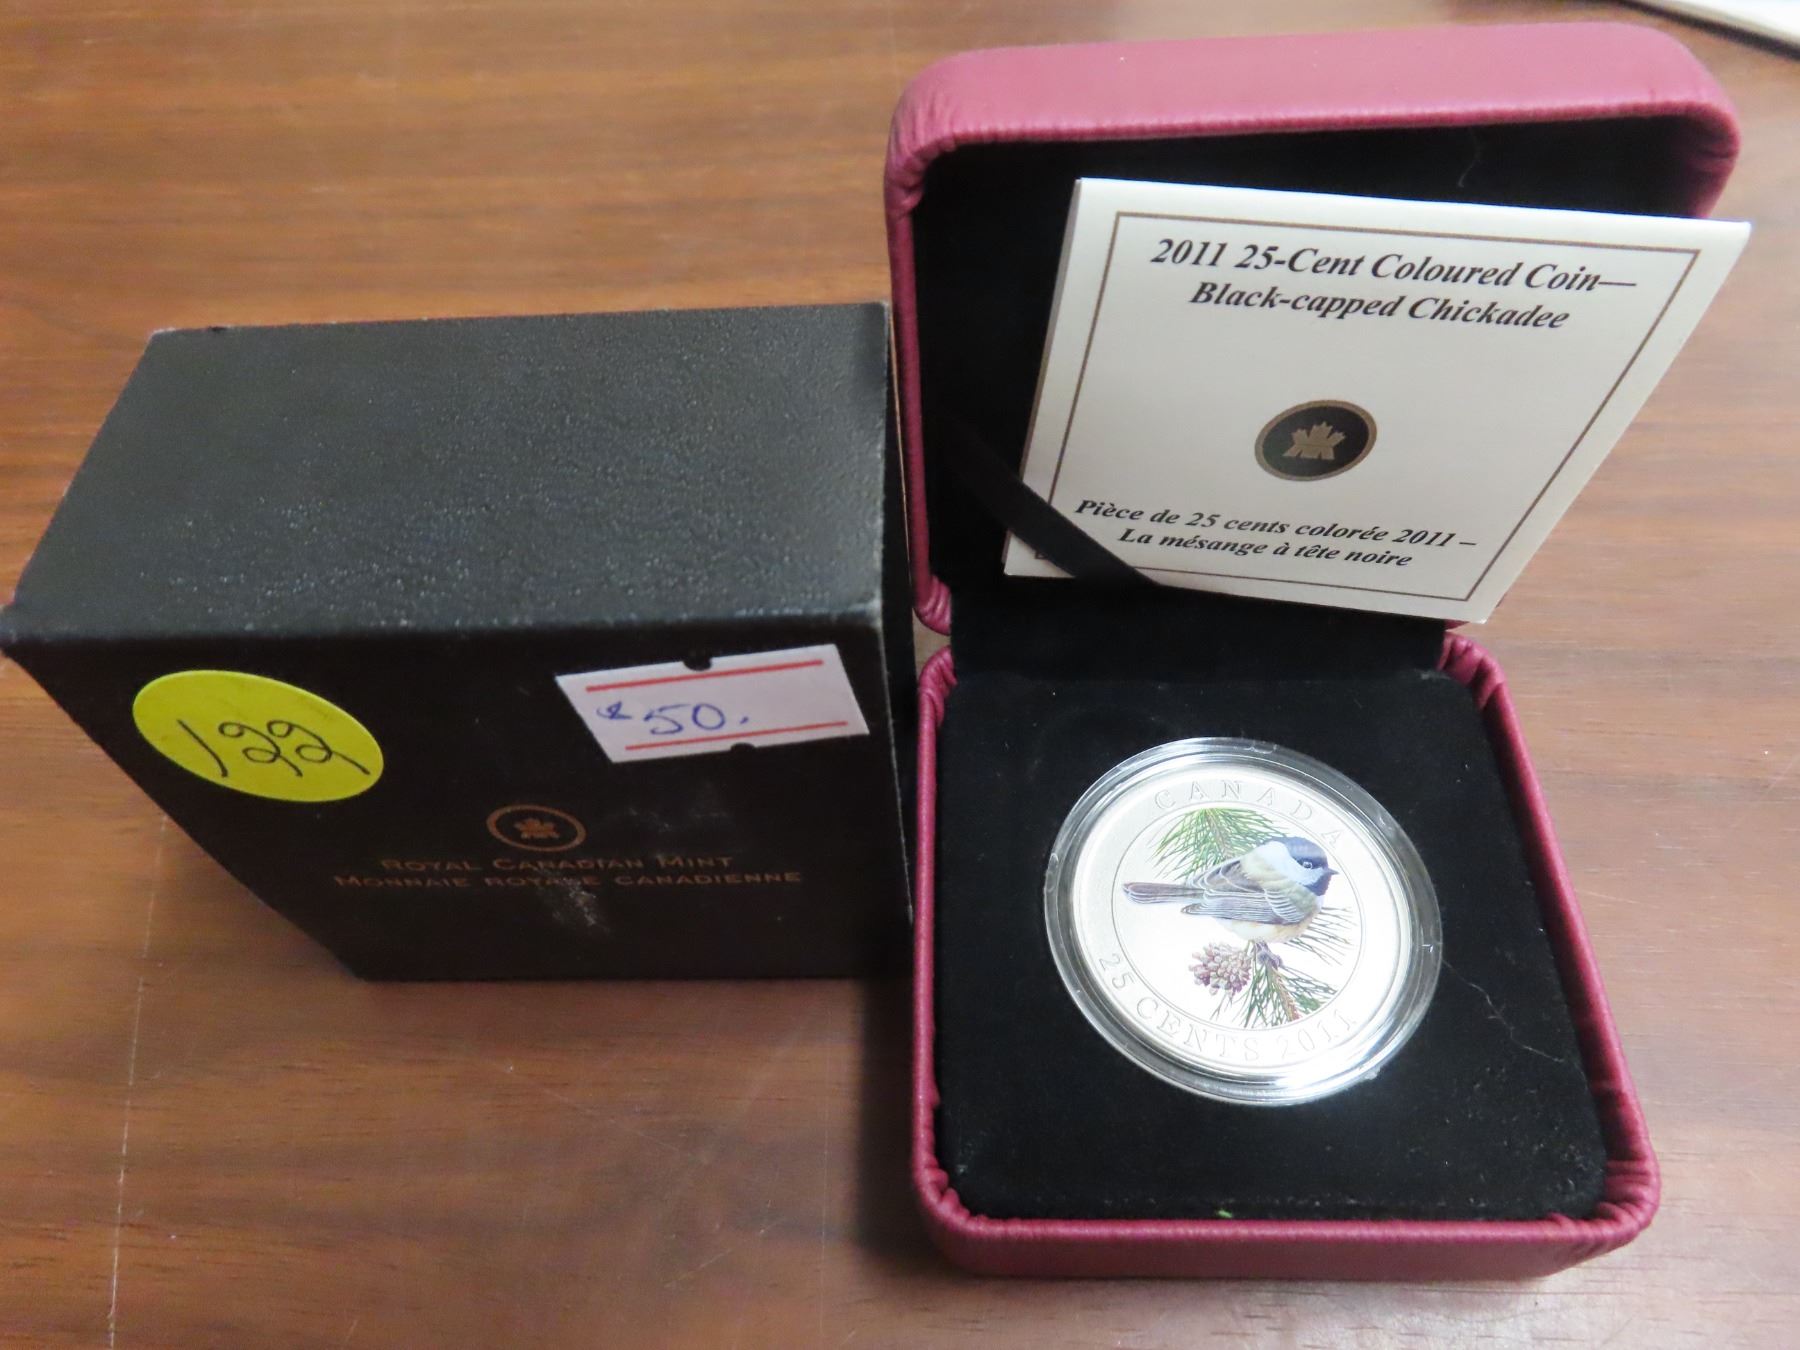 2011 25-Cent Coloured Coin—
Black-capped Chickadee
Pièce de 25 cents colorée 2011 –
La mésange à tête noire
122
$50.
ROYAL CANADIAN MINT
MONNAIE ROYALE CANADIENNE
CANADA
25 CENTS 2011